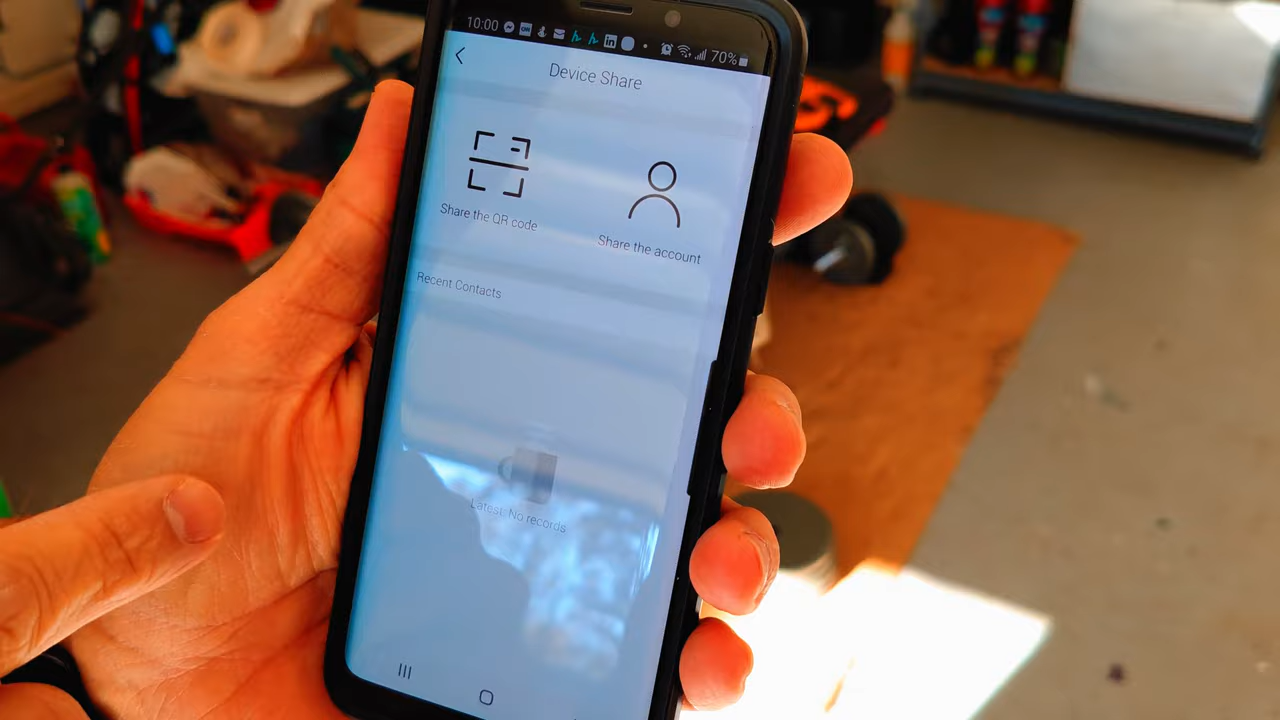 10:00 70%
Device Share
Share the QR code
Share the account
Recent Contacts
Latest: No records